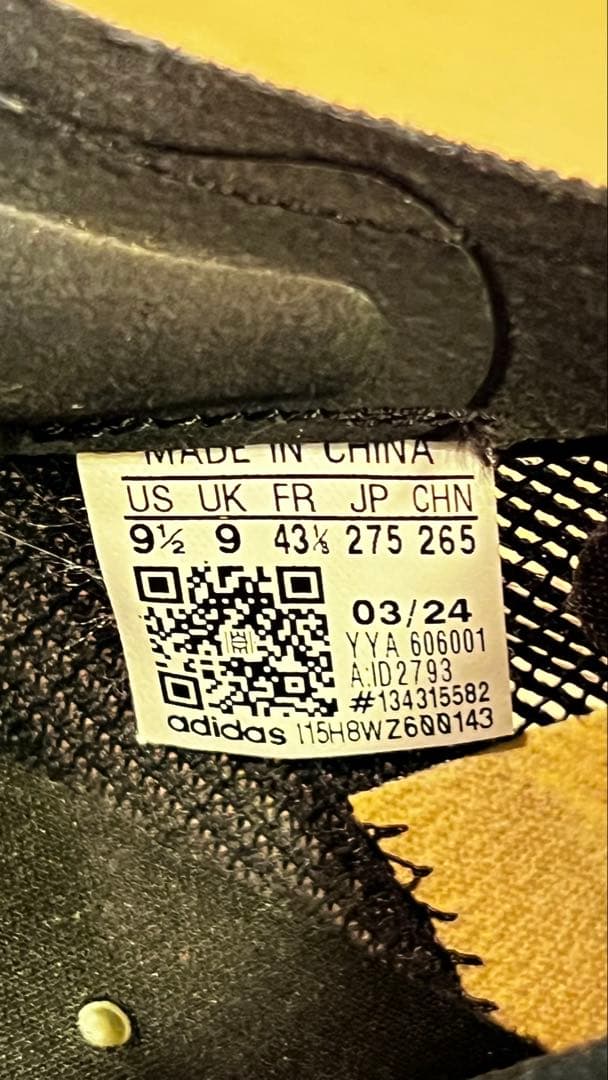 MADE IN CHINA
US UK FR JP CHN
9½ 9 43⅓ 275 265
03/24
YYA 606001
A:ID2793
#134315582
adidas I15H8WZ600143